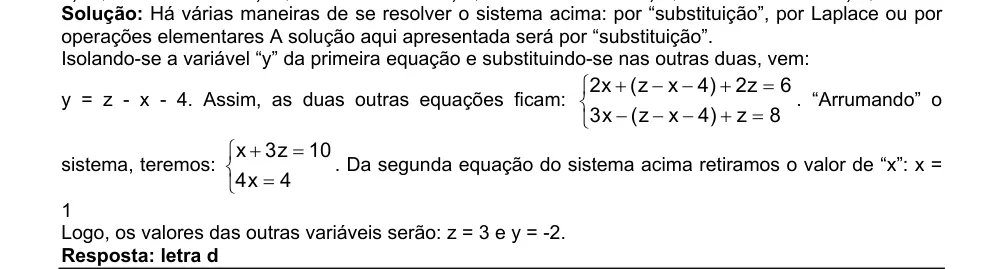 Solução: Há várias maneiras de se resolver o sistema acima: por “substituição”, por Laplace ou por
operações elementares A solução aqui apresentada será por “substituição”.
Isolando-se a variável “y” da primeira equação e substituindo-se nas outras duas, vem:
y = z - x - 4. Assim, as duas outras equações ficam: { 2x + (z − x − 4) + 2z = 6
3x − (z − x − 4) + z = 8 . “Arrumando” o
sistema, teremos: { x + 3z = 10
4x = 4 . Da segunda equação do sistema acima retiramos o valor de “x”: x =
1
Logo, os valores das outras variáveis serão: z = 3 e y = -2.
Resposta: letra d